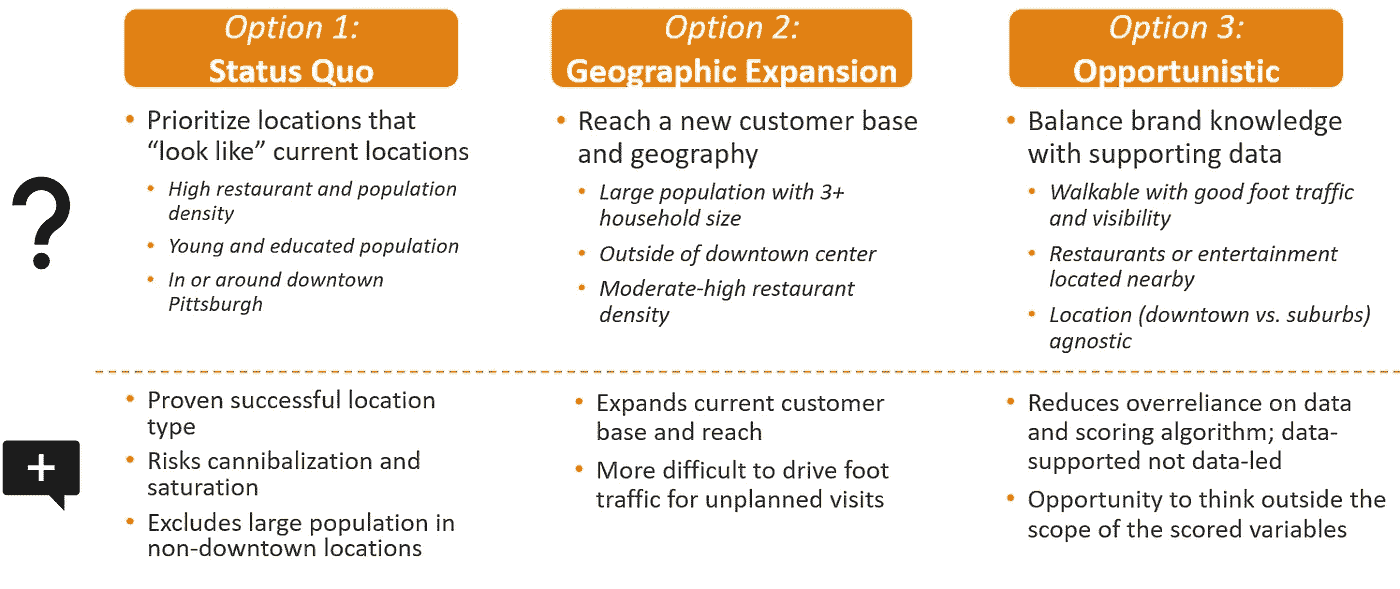 Option 1:
Status Quo
Prioritize locations that
“look like” current locations
High restaurant and population
density
Young and educated population
In or around downtown
Pittsburgh
Proven successful location
type
Risks cannibalization and
saturation
Excludes large population in
non-downtown locations
Option 2:
Geographic Expansion
Reach a new customer base
and geography
Large population with 3+
household size
Outside of downtown center
Moderate-high restaurant
density
Expands current customer
base and reach
More difficult to drive foot
traffic for unplanned visits
Option 3:
Opportunistic
Balance brand knowledge
with supporting data
Walkable with good foot traffic
and visibility
Restaurants or entertainment
located nearby
Location (downtown vs. suburbs)
agnostic
Reduces overreliance on data
and scoring algorithm; data-
supported not data-led
Opportunity to think outside the
scope of the scored variables